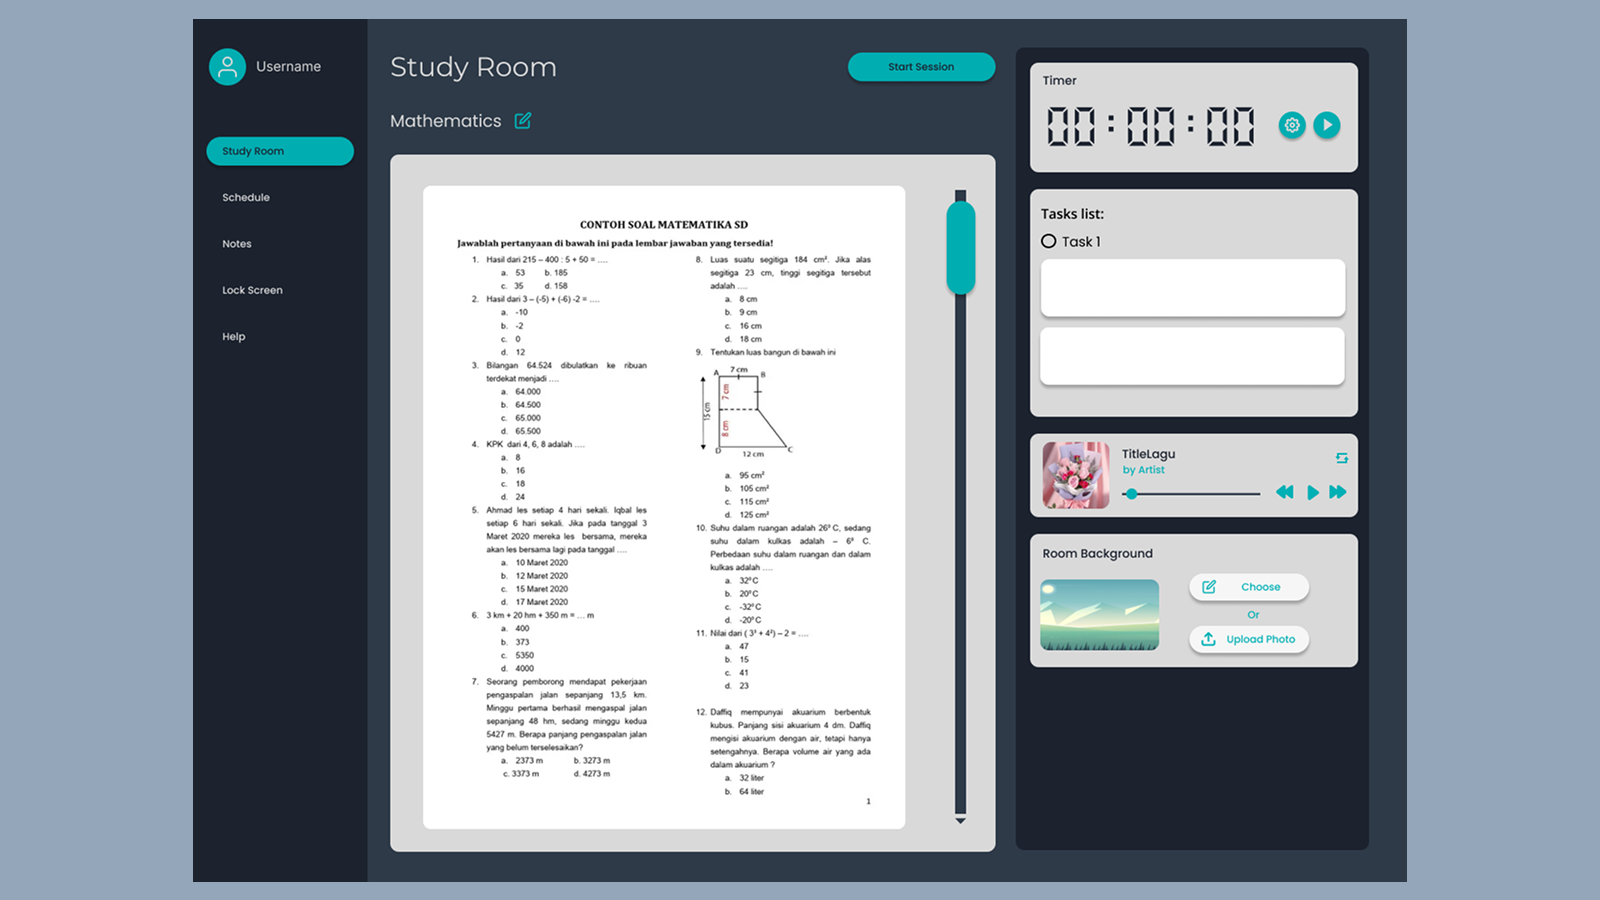 Username
Study Room
Schedule
Notes
Lock Screen
Help
Study Room
Start Session
Mathematics
CONTOH SOAL MATEMATIKA SD
Jawablah pertanyaan di bawah ini pada lembar jawaban yang tersedia!
1. Hasil dari 215 – 400 : 5 + 50 = ....
a. 53 b. 185
c. 35 d. 158
2. Hasil dari 3 – (-5) + (-6) -2 = ....
a. -10
b. -2
c. 0
d. 12
3. Bilangan 64.524 dibulatkan ke ribuan
terdekat menjadi ....
a. 64.000
b. 64.500
c. 65.000
d. 65.500
4. KPK dari 4, 6, 8 adalah ....
a. 8
b. 16
c. 18
d. 24
5. Ahmad les setiap 4 hari sekali. Iqbal les
setiap 6 hari sekali. Jika pada tanggal 3
Maret 2020 mereka les bersama, mereka
akan les bersama lagi pada tanggal ....
a. 10 Maret 2020
b. 12 Maret 2020
c. 15 Maret 2020
d. 17 Maret 2020
6. 3 km + 20 hm + 350 m = ... m
a. 400
b. 373
c. 5350
d. 4000
7. Seorang pemborong mendapat pekerjaan
pengaspalan jalan sepanjang 13,5 km.
Minggu pertama berhasil mengaspal jalan
sepanjang 48 hm, sedang minggu kedua
5427 m. Berapa panjang pengaspalan jalan
yang belum terselesaikan?
a. 2373 m b. 3273 m
c. 3373 m d. 4273 m
8. Luas suatu segitiga 184 cm². Jika alas
segitiga 23 cm, tinggi segitiga tersebut
adalah ....
a. 8 cm
b. 9 cm
c. 16 cm
d. 18 cm
9. Tentukan luas bangun di bawah ini
A 7 cm B
7 cm
15 cm
8 cm
D 12 cm C
a. 95 cm²
b. 105 cm²
c. 115 cm²
d. 125 cm²
10. Suhu dalam ruangan adalah 26⁰ C, sedang
suhu dalam kulkas adalah – 6⁰ C.
Perbedaan suhu dalam ruangan dan dalam
kulkas adalah ....
a. 32⁰C
b. 20⁰C
c. -32⁰C
d. -20⁰C
11. Nilai dari ( 3³ + 4²) – 2 = ....
a. 47
b. 15
c. 41
d. 23
12. Daffiq mempunyai akuarium berbentuk
kubus. Panjang sisi akuarium 4 dm. Daffiq
mengisi akuarium dengan air, tetapi hanya
setengahnya. Berapa volume air yang ada
dalam akuarium ?
a. 32 liter
b. 64 liter
1
Timer
00:00:00
Tasks list:
Task 1
TitleLagu
by Artist
Room Background
Choose
Or
Upload Photo